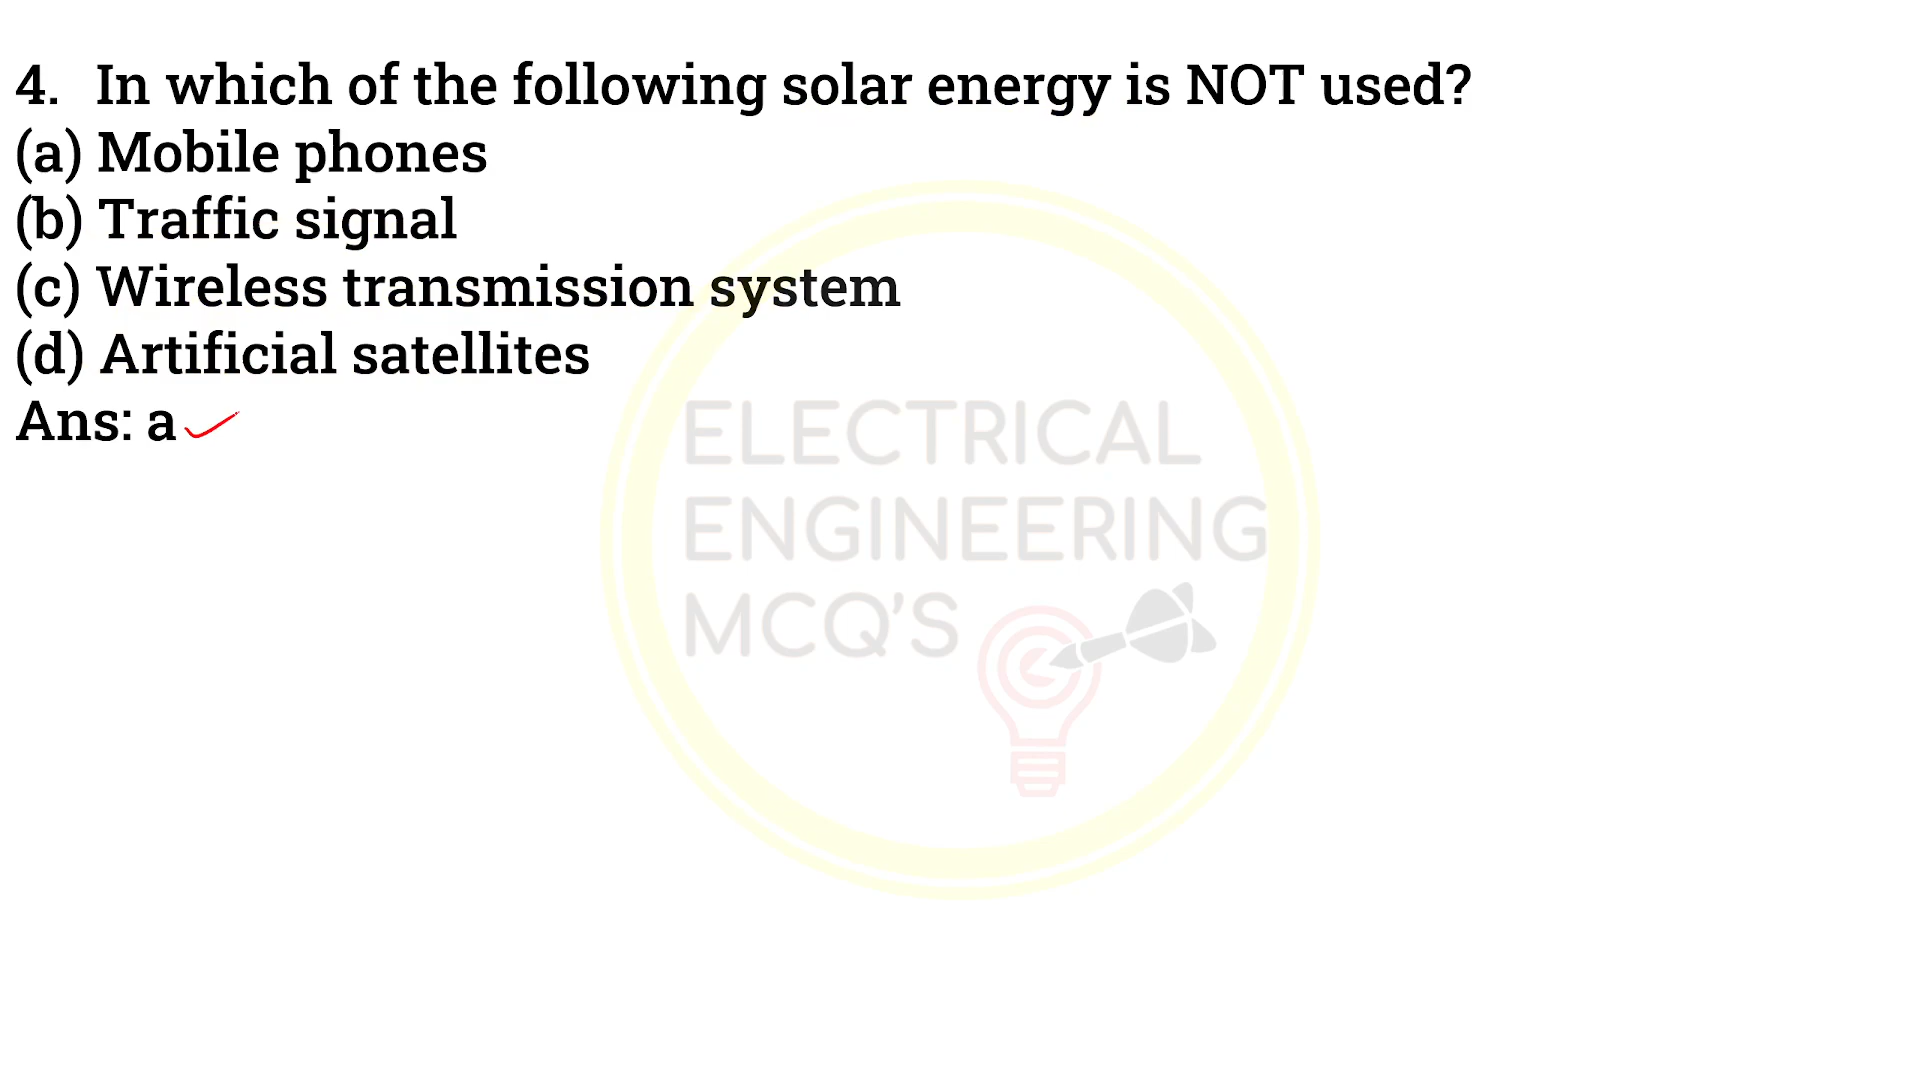 4. In which of the following solar energy is NOT used?
(a) Mobile phones
(b) Traffic signal
(c) Wireless transmission system
(d) Artificial satellites
Ans: a
ELECTRICAL
ENGINEERING
MCQ'S